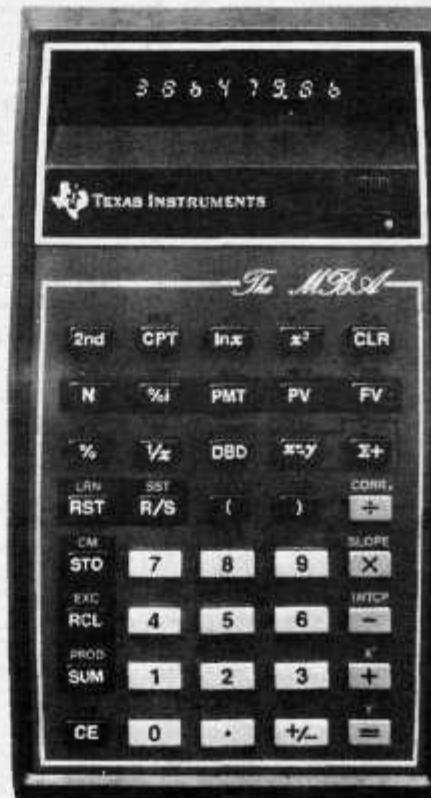 TEXAS INSTRUMENTS
The MBA
2nd CPT lnx x² CLR
N %i PMT PV FV
% 1/x DBD x:y Σ+
LRN SST CORR.
RST R/S ( ) ÷
CM SLOPE
STO 7 8 9 ×
EXC INTCP
RCL 4 5 6 −
PROD X'
SUM 1 2 3 +
CE 0 . +/− =